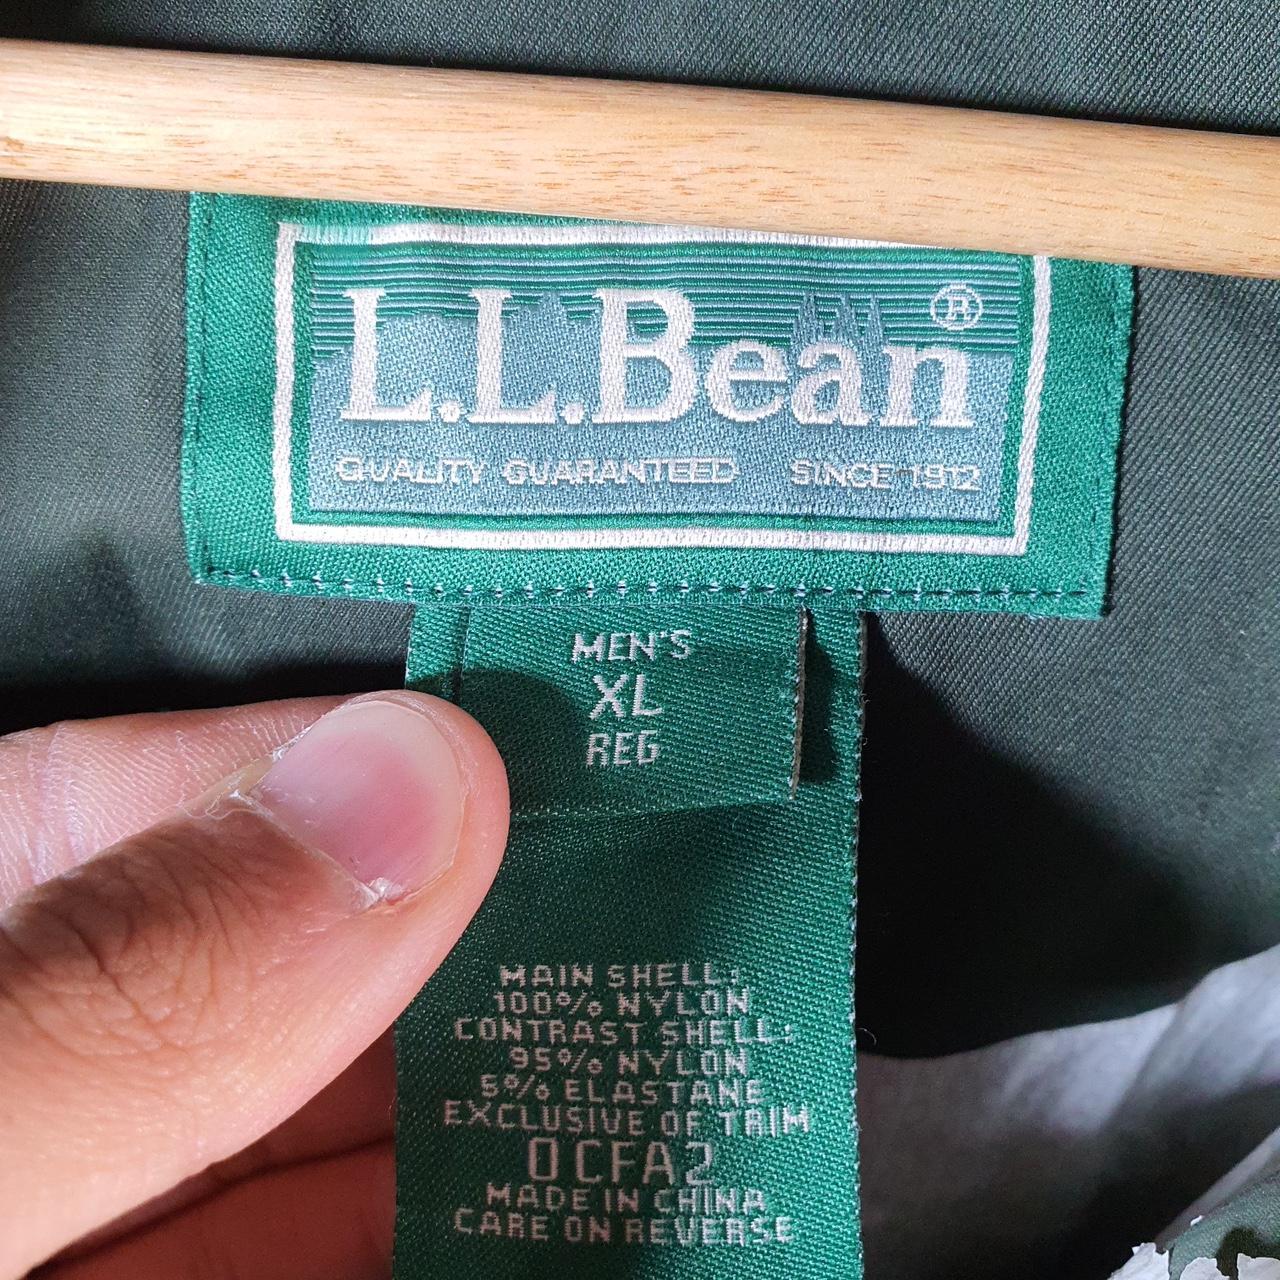 L.L.Bean ®
QUALITY GUARANTEED SINCE 1912
MEN'S
XL
REG
MAIN SHELL:
100% NYLON
CONTRAST SHELL:
95% NYLON
5% ELASTANE
EXCLUSIVE OF TRIM
0CFA2
MADE IN CHINA
CARE ON REVERSE